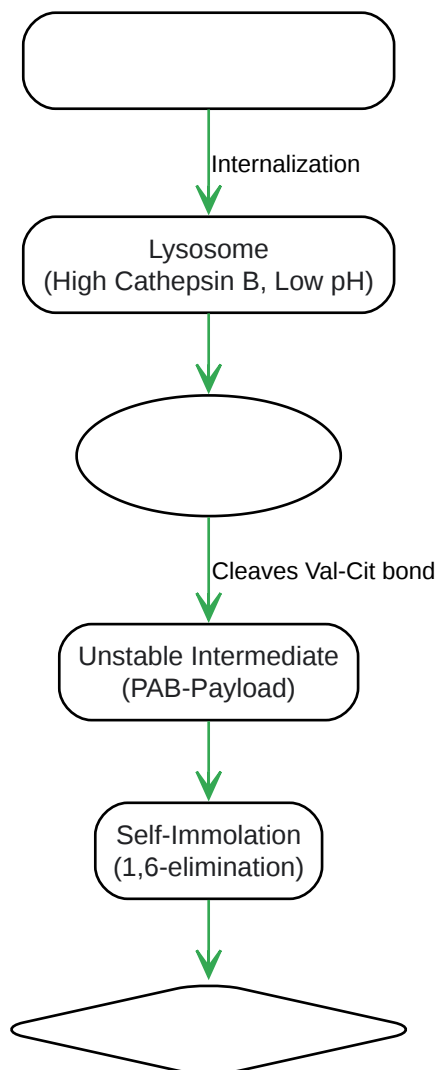 Internalization
Lysosome
(High Cathepsin B, Low pH)
Cleaves Val-Cit bond
Unstable Intermediate
(PAB-Payload)
Self-Immolation
(1,6-elimination)